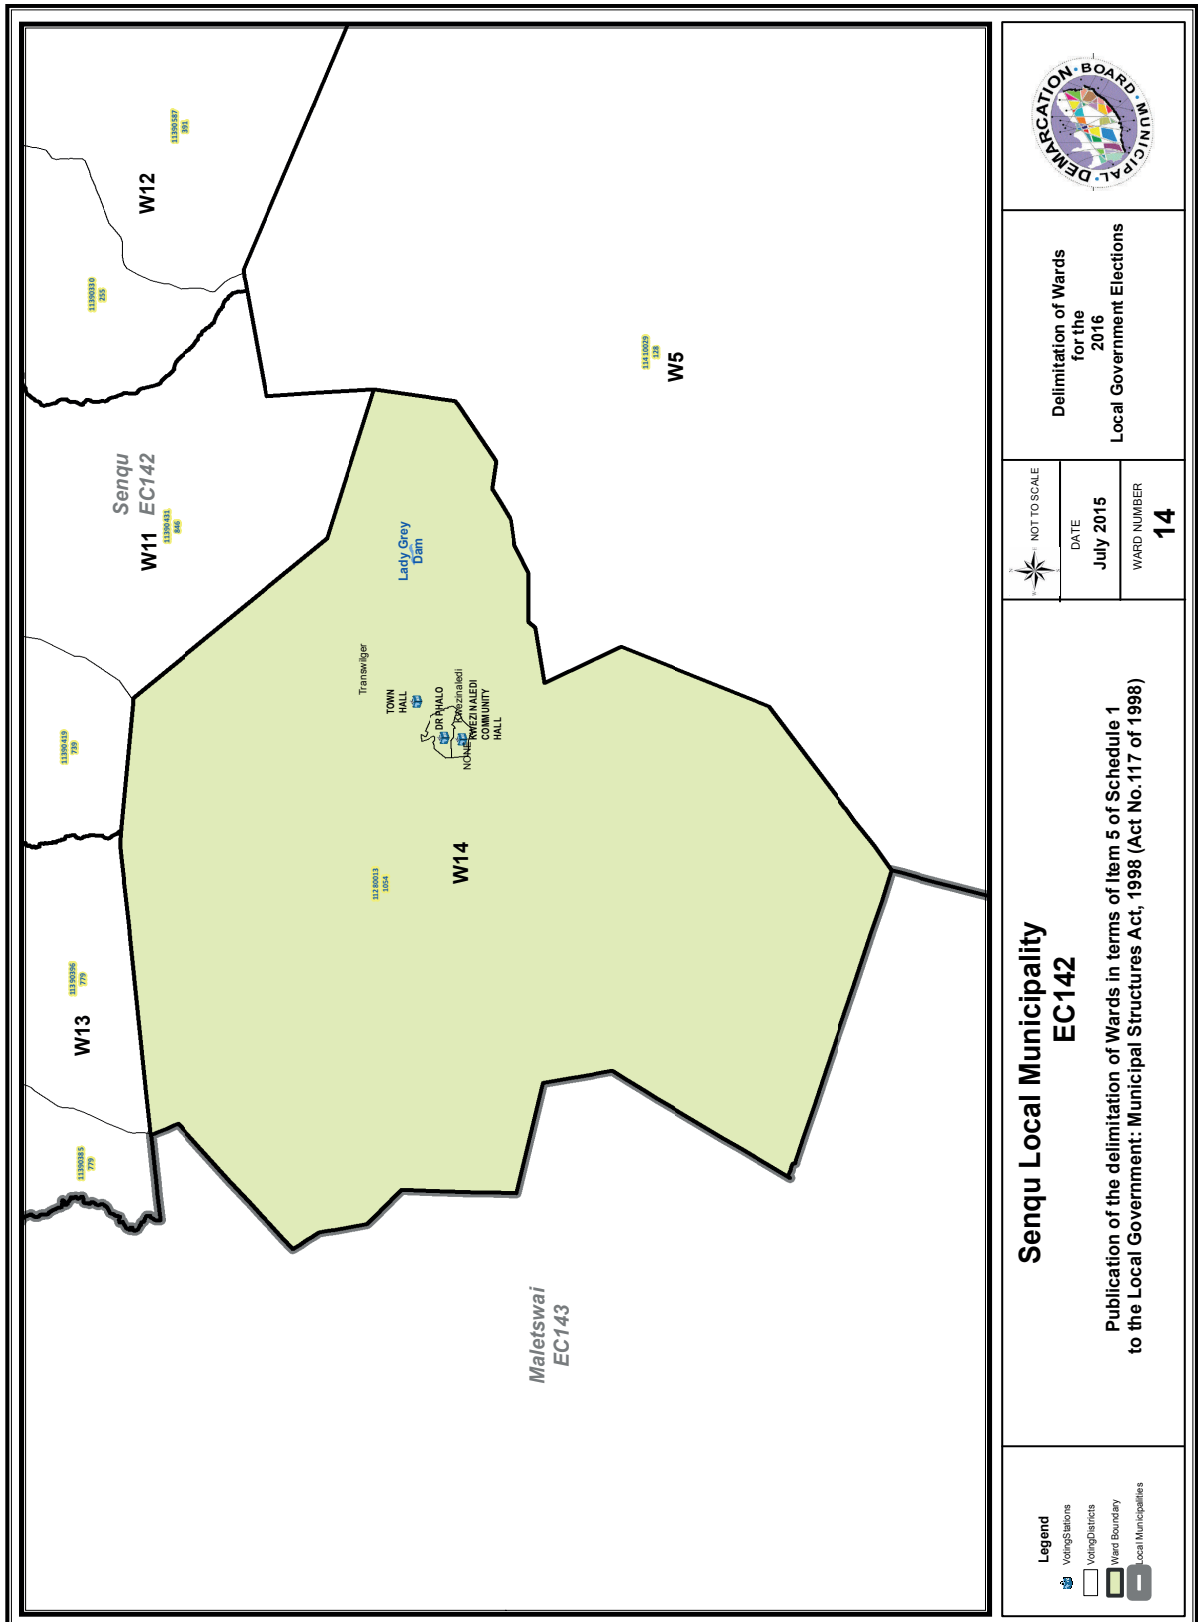 11390587
391
W12
11390330
255
11410029
128
W5
Senqu
EC142
W11
11390431
846
Lady Grey
Dam
Transwilger
TOWN
HALL
DR PHALO
Kwezinaledi
KWEZINALEDI
COMMUNITY
HALL
NONE
11390419
739
W14
11280013
1054
11390396
779
W13
11390385
779
Maletswai
EC143
DEMARCATION • BOARD • MUNICIPAL •
Delimitation of Wards
for the
2016
Local Government Elections
NOT TO SCALE
DATE
July 2015
WARD NUMBER
14
Senqu Local Municipality
EC142
Publication of the delimitation of Wards in terms of Item 5 of Schedule 1
to the Local Government: Municipal Structures Act, 1998 (Act No.117 of 1998)
Legend
VotingStations
VotingDistricts
Ward Boundary
Local Municipalities